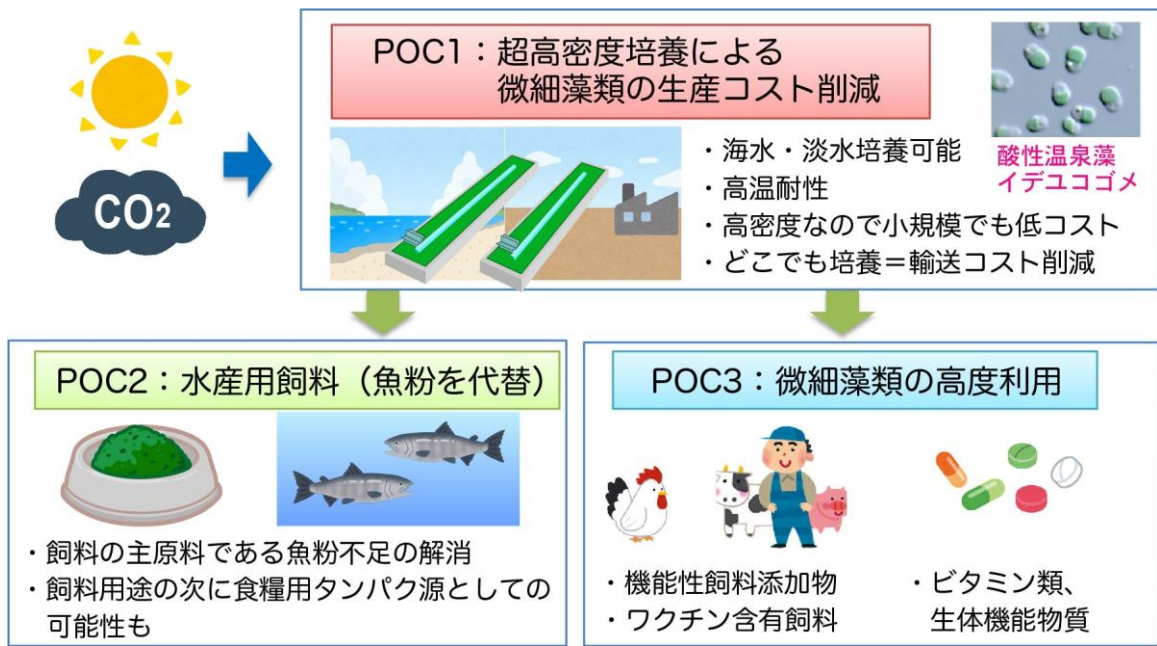 POC1：超高密度培養による
微細藻類の生産コスト削減
CO2
・海水・淡水培養可能
・高温耐性
・高密度なので小規模でも低コスト
・どこでも培養＝輸送コスト削減
酸性温泉藻
イデユコゴメ
POC2：水産用飼料（魚粉を代替）
・飼料の主原料である魚粉不足の解消
・飼料用途の次に食糧用タンパク源としての
可能性も
POC3：微細藻類の高度利用
・機能性飼料添加物
・ワクチン含有飼料
・ビタミン類、
生体機能物質